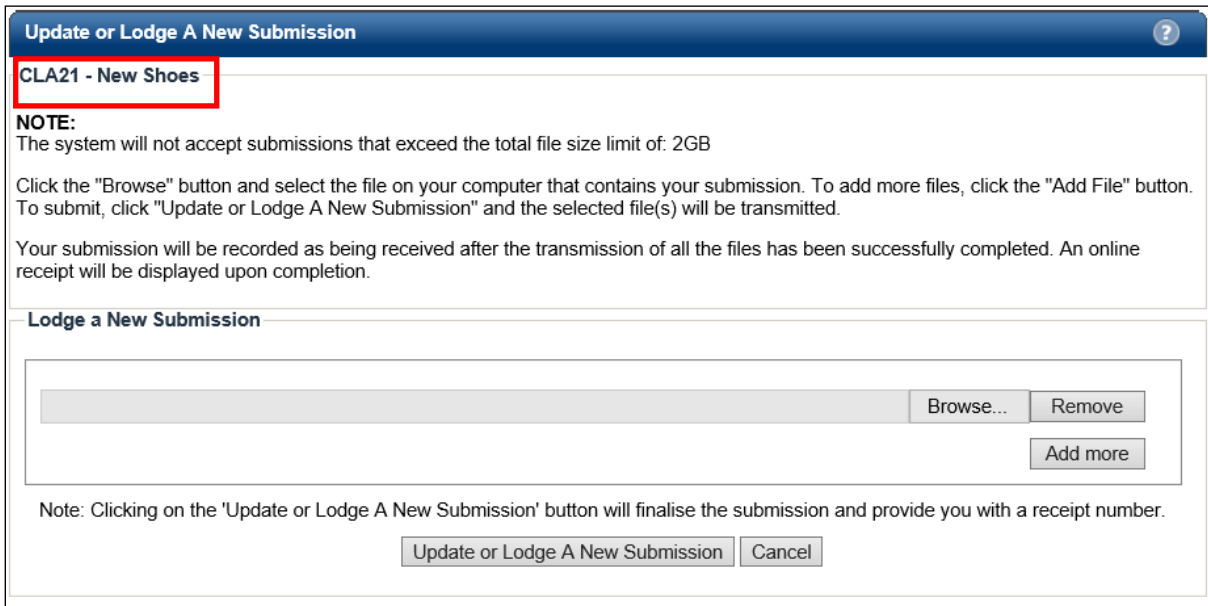 Update or Lodge A New Submission
?
CLA21 - New Shoes
NOTE:
The system will not accept submissions that exceed the total file size limit of: 2GB
Click the "Browse" button and select the file on your computer that contains your submission. To add more files, click the "Add File" button.
To submit, click "Update or Lodge A New Submission" and the selected file(s) will be transmitted.
Your submission will be recorded as being received after the transmission of all the files has been successfully completed. An online
receipt will be displayed upon completion.
Lodge a New Submission
Browse... Remove
Add more
Note: Clicking on the 'Update or Lodge A New Submission' button will finalise the submission and provide you with a receipt number.
Update or Lodge A New Submission Cancel